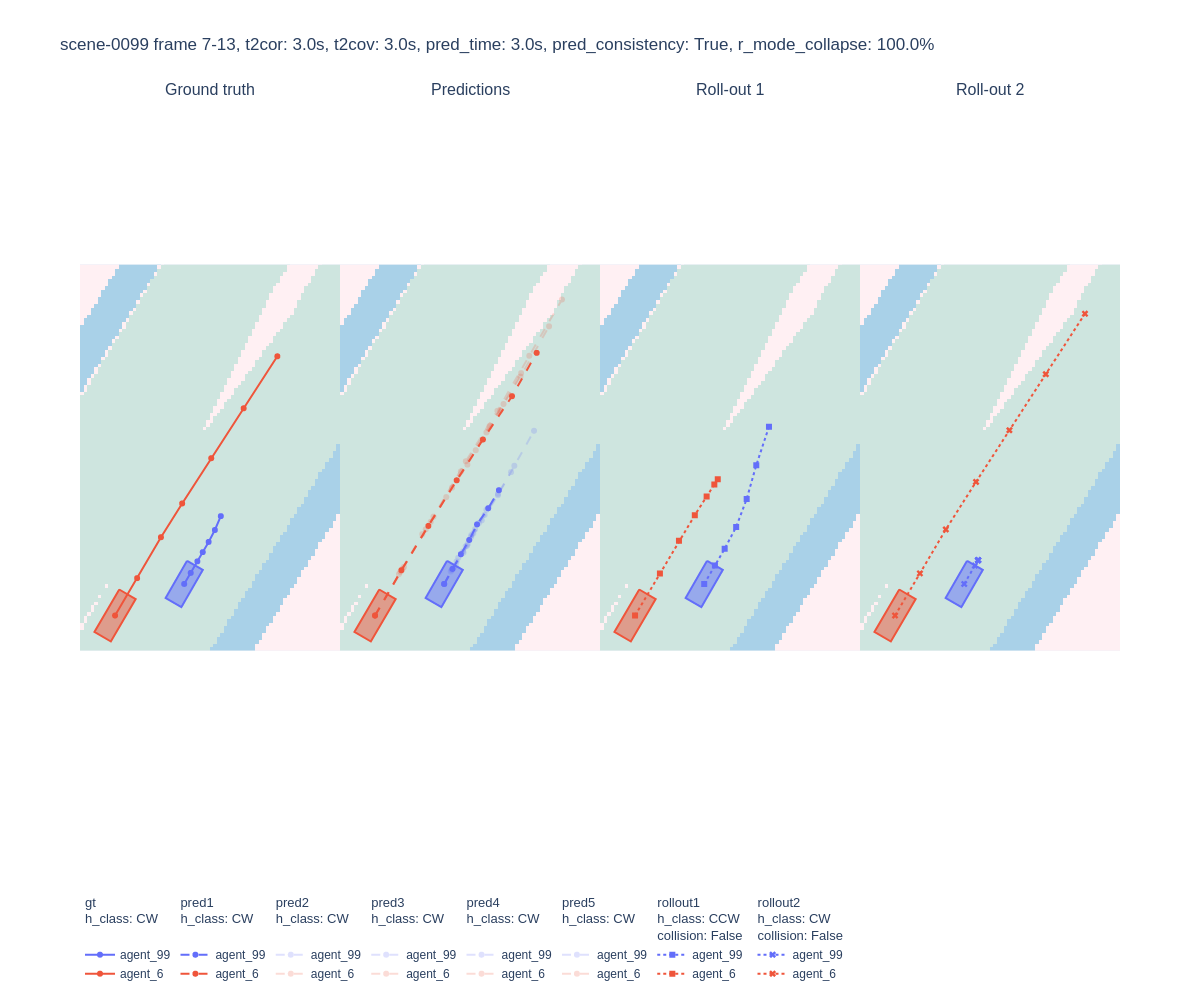 scene-0099 frame 7-13, t2cor: 3.0s, t2cov: 3.0s, pred_time: 3.0s, pred_consistency: True, r_mode_collapse: 100.0%
Ground truth Predictions Roll-out 1 Roll-out 2
gt pred1 pred2 pred3 pred4 pred5 rollout1 rollout2
h_class: CW h_class: CW h_class: CW h_class: CW h_class: CW h_class: CW h_class: CCW h_class: CW
collision: False collision: False
agent_99 agent_99 agent_99 agent_99 agent_99 agent_99 agent_99 agent_99
agent_6 agent_6 agent_6 agent_6 agent_6 agent_6 agent_6 agent_6